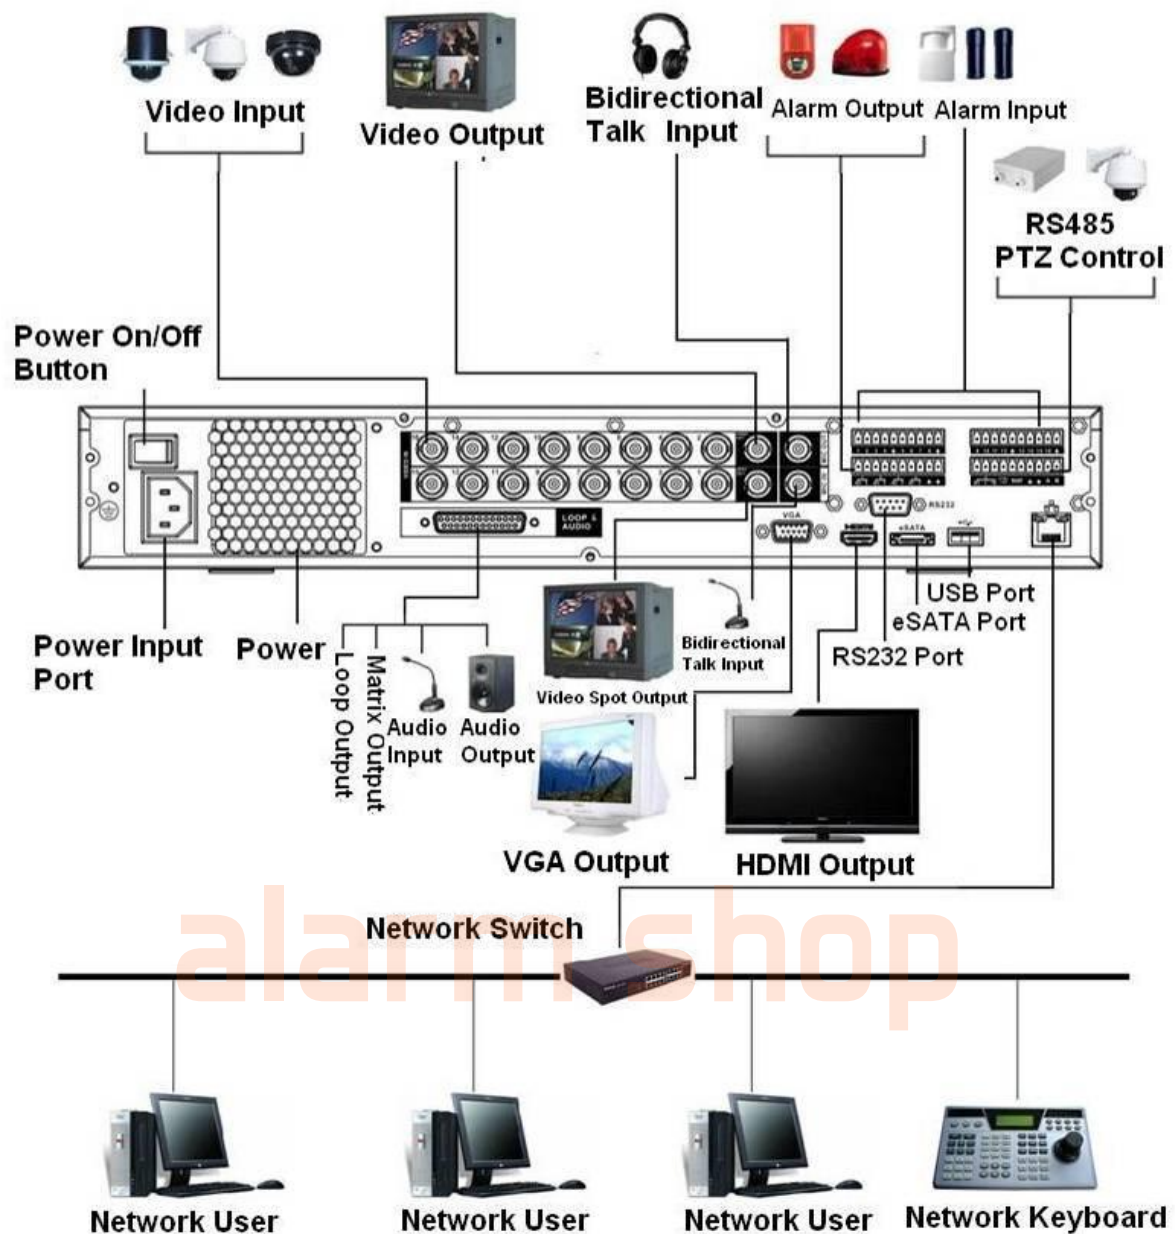 Video Input
Video Output
Bidirectional
Talk Input
Alarm Output
Alarm Input
RS485
PTZ Control
Power On/Off
Button
LOOP &
AUDIO
VGA
HDMI
RS232
eSATA
Power Input
Port
Power
Loop Output
Matrix Output
Audio
Input
Audio
Output
Video Spot Output
Bidirectional
Talk Input
USB Port
eSATA Port
RS232 Port
VGA Output
HDMI Output
alarm shop
Network Switch
Network User
Network User
Network User
Network Keyboard